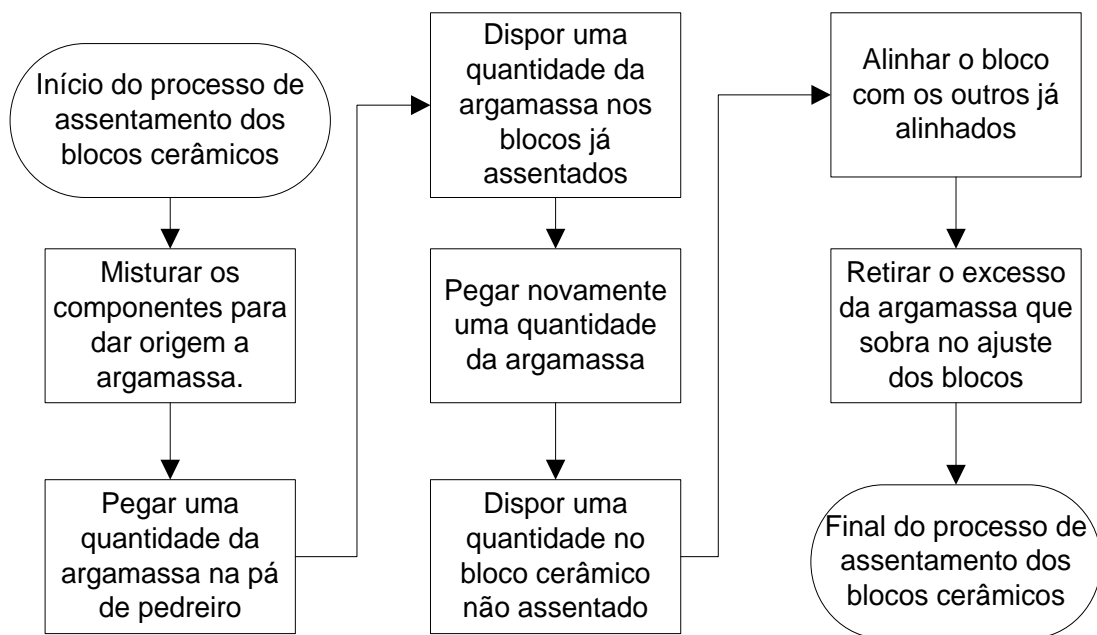 Início do processo de
assentamento dos
blocos cerâmicos
Misturar os
componentes para
dar origem a
argamassa.
Pegar uma
quantidade da
argamassa na pá
de pedreiro
Dispor uma
quantidade da
argamassa nos
blocos já
assentados
Pegar novamente
uma quantidade
da argamassa
Dispor uma
quantidade no
bloco cerâmico
não assentado
Alinhar o bloco
com os outros já
alinhados
Retirar o excesso
da argamassa que
sobra no ajuste
dos blocos
Final do processo de
assentamento dos
blocos cerâmicos